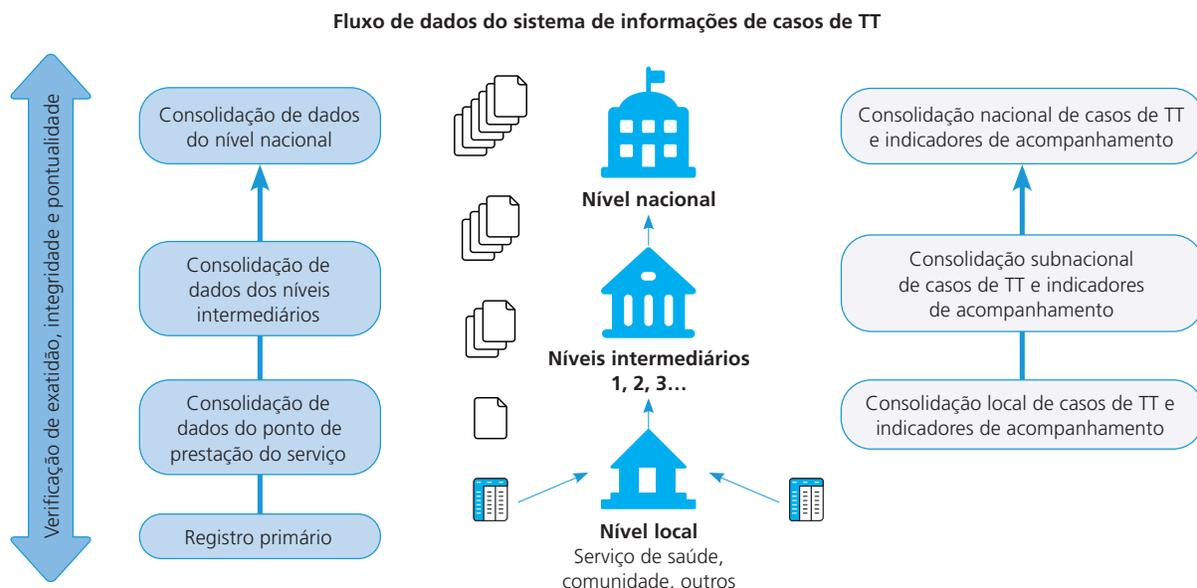 Fluxo de dados do sistema de informações de casos de TT
Verificação de exatidão, integridade e pontualidade
Consolidação de dados
do nível nacional
Consolidação de
dados dos níveis
intermediários
Consolidação de
dados do ponto de
prestação do serviço
Registro primário
Nível nacional
Níveis intermediários
1, 2, 3...
Nível local
Serviço de saúde,
comunidade, outros
Consolidação nacional de casos de TT
e indicadores de acompanhamento
Consolidação subnacional
de casos de TT e indicadores
de acompanhamento
Consolidação local de casos de TT e
indicadores de acompanhamento